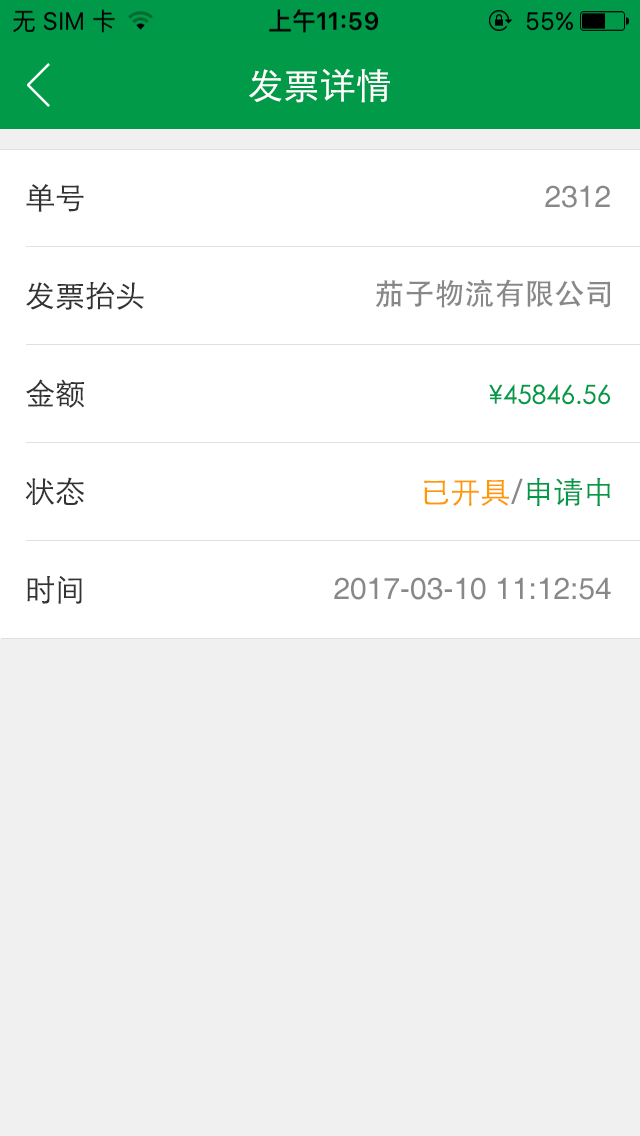 无 SIM 卡 上午11:59 55%
发票详情
单号 2312
发票抬头 茄子物流有限公司
金额 ¥45846.56
状态 已开具/申请中
时间 2017-03-10 11:12:54